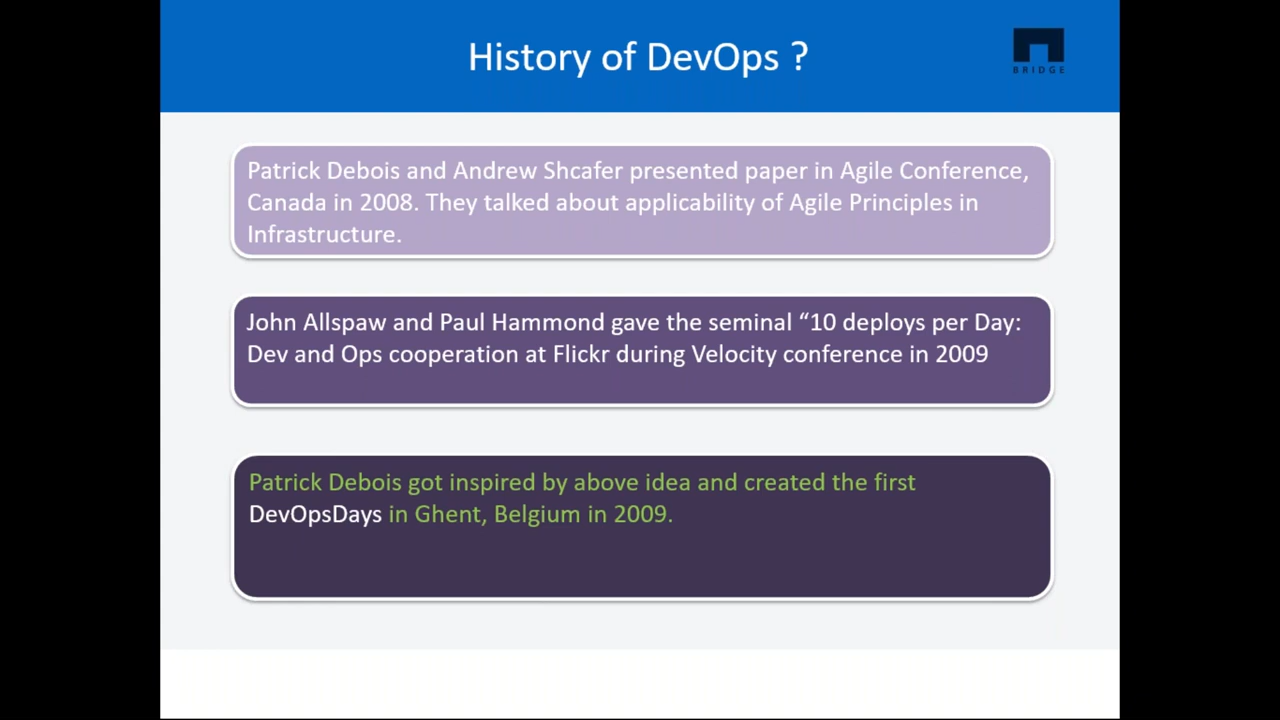 History of DevOps ?
BRIDGE
Patrick Debois and Andrew Shcafer presented paper in Agile Conference,
Canada in 2008. They talked about applicability of Agile Principles in
Infrastructure.
John Allspaw and Paul Hammond gave the seminal “10 deploys per Day:
Dev and Ops cooperation at Flickr during Velocity conference in 2009
Patrick Debois got inspired by above idea and created the first
DevOpsDays in Ghent, Belgium in 2009.